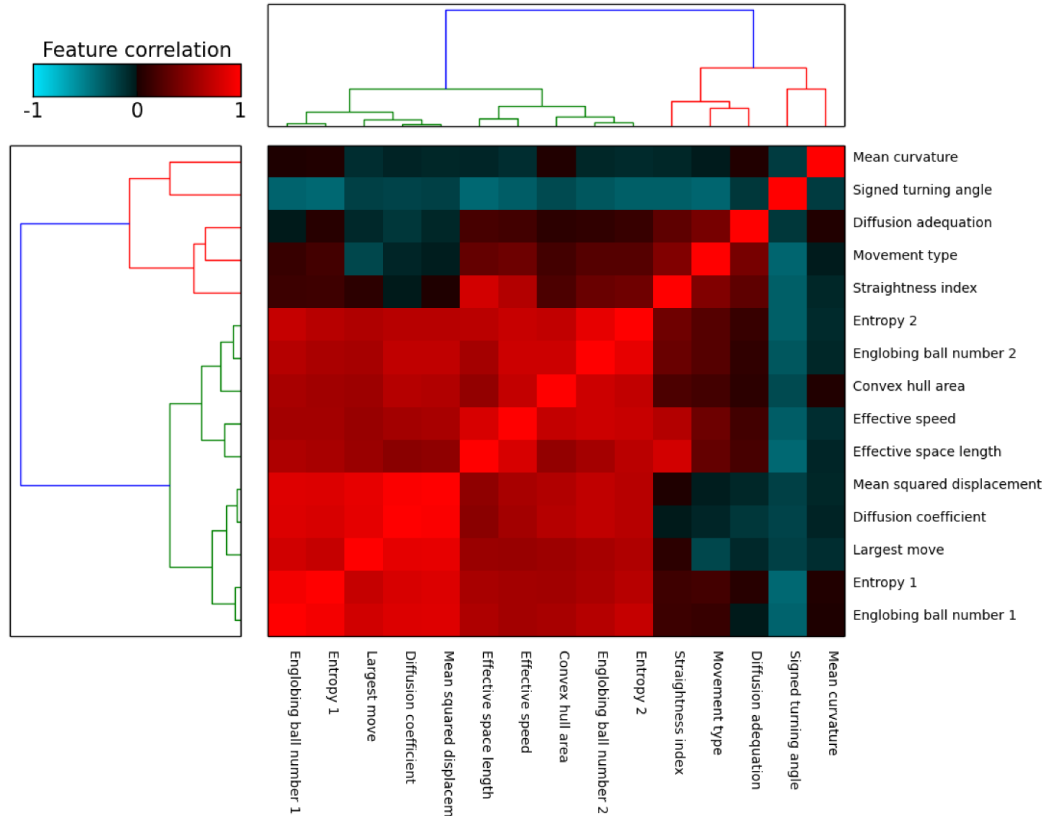 Feature correlation
-1 0 1
Mean curvature
Signed turning angle
Diffusion adequation
Movement type
Straightness index
Entropy 2
Englobing ball number 2
Convex hull area
Effective speed
Effective space length
Mean squared displacement
Diffusion coefficient
Largest move
Entropy 1
Englobing ball number 1
Englobing ball number 1
Entropy 1
Largest move
Diffusion coefficient
Mean squared displacem
Effective space length
Effective speed
Convex hull area
Englobing ball number 2
Entropy 2
Straightness index
Movement type
Diffusion adequation
Signed turning angle
Mean curvature